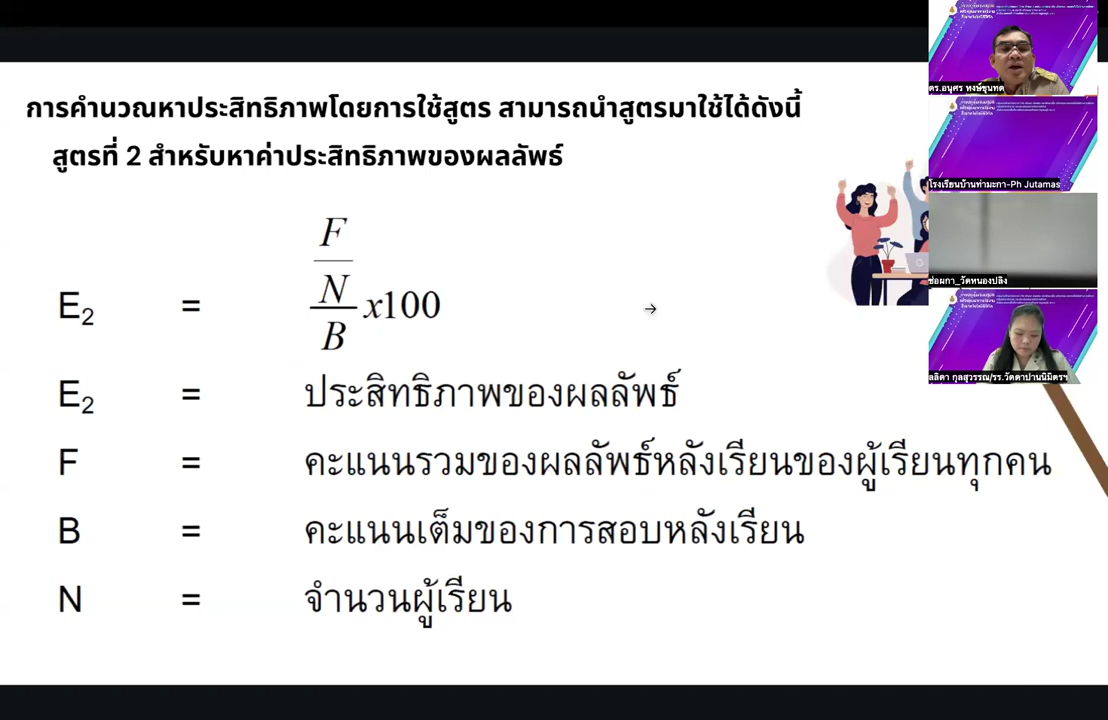 การคำนวณหาประสิทธิภาพโดยการใช้สูตร สามารถนำสูตรมาใช้ได้ดังนี้
สูตรที่ 2 สำหรับหาค่าประสิทธิภาพของผลลัพธ์
F
N
E2 = x100
B
E2 = ประสิทธิภาพของผลลัพธ์
F = คะแนนรวมของผลลัพธ์หลังเรียนของผู้เรียนทุกคน
B = คะแนนเต็มของการสอบหลังเรียน
N = จำนวนผู้เรียน
ดร.อนุศร หงษ์ขุนทด
โรงเรียนบ้านท่ามะกา-Ph Jutamas
ช่อผกา_วัดหนองปลิง
ลลิดา กุลสุวรรณ/รร.วัดดาปานนิมิตรฯ